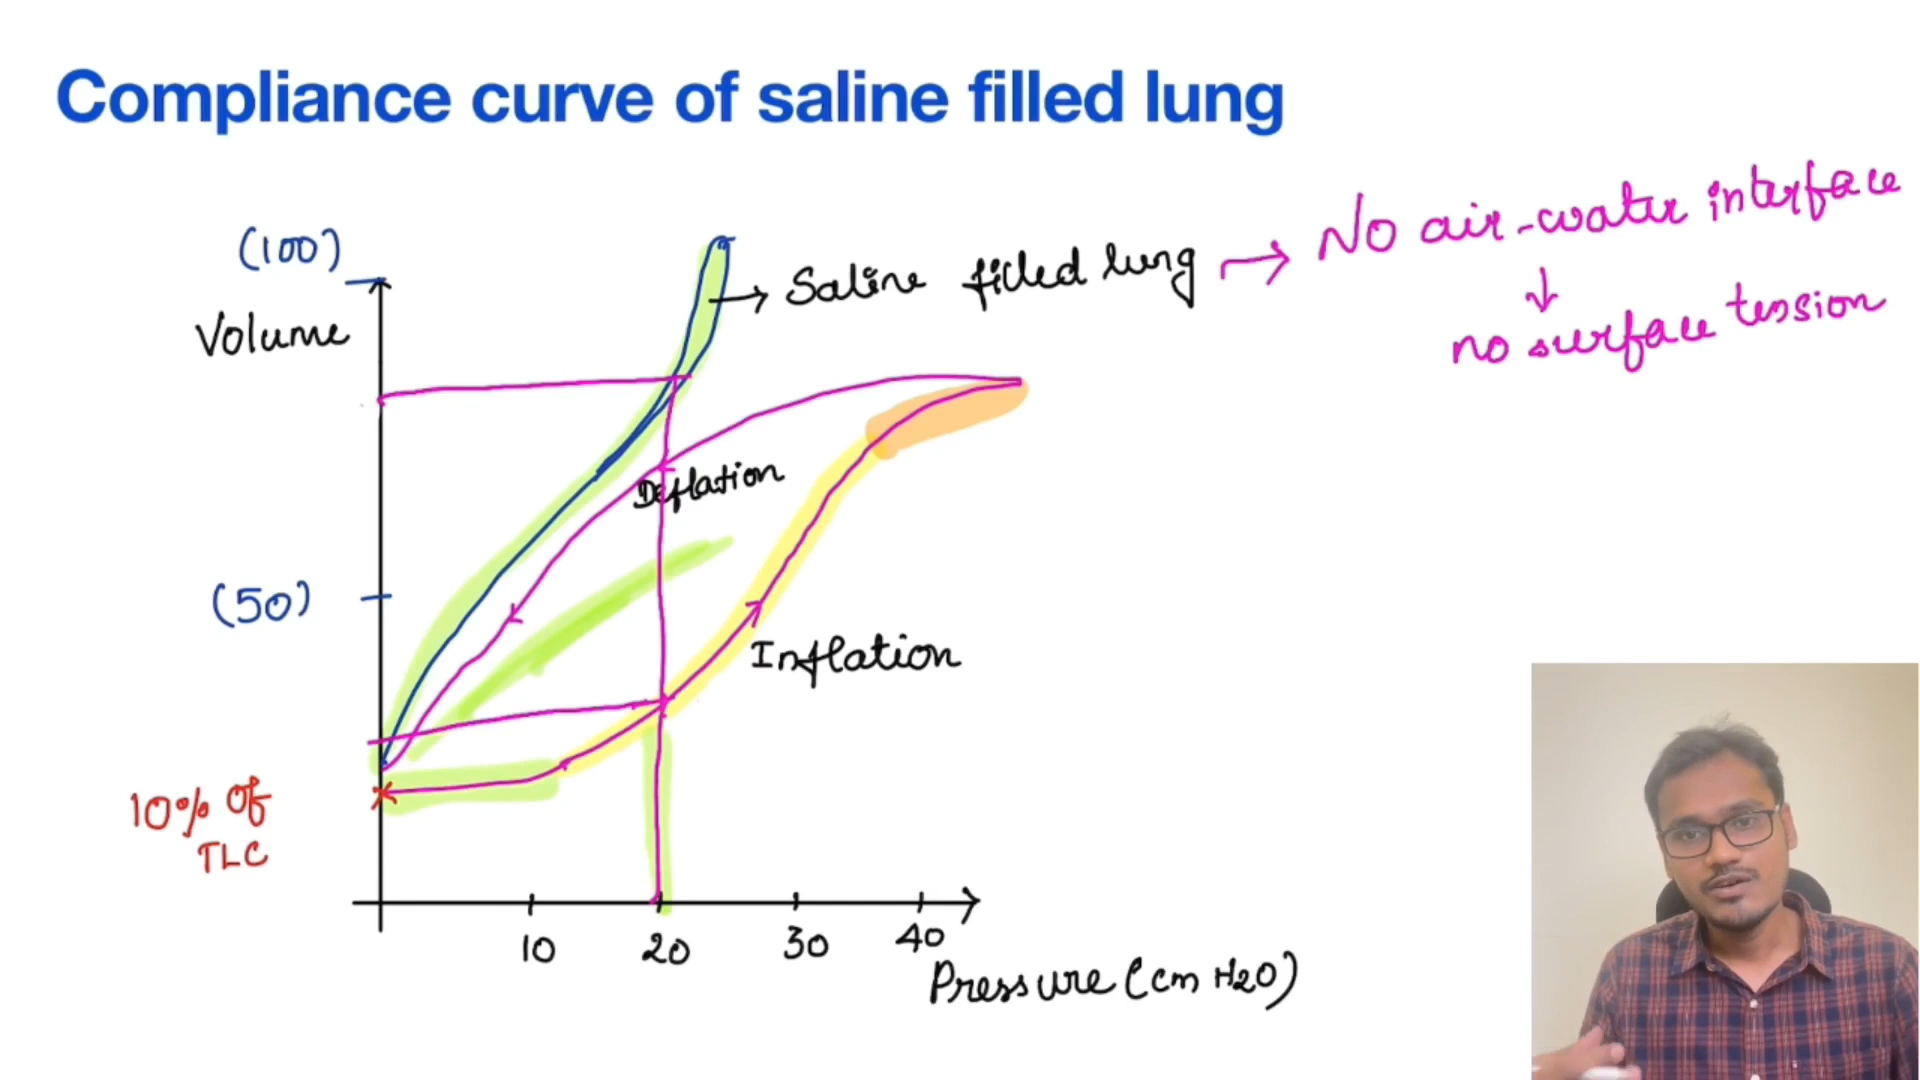 Compliance curve of saline filled lung
(100)
Volume
Saline filled lung → No air-water interface
↓
no surface tension
Deflation
(50)
Inflation
10% of
TLC
10 20 30 40
Pressure (cm H2O)